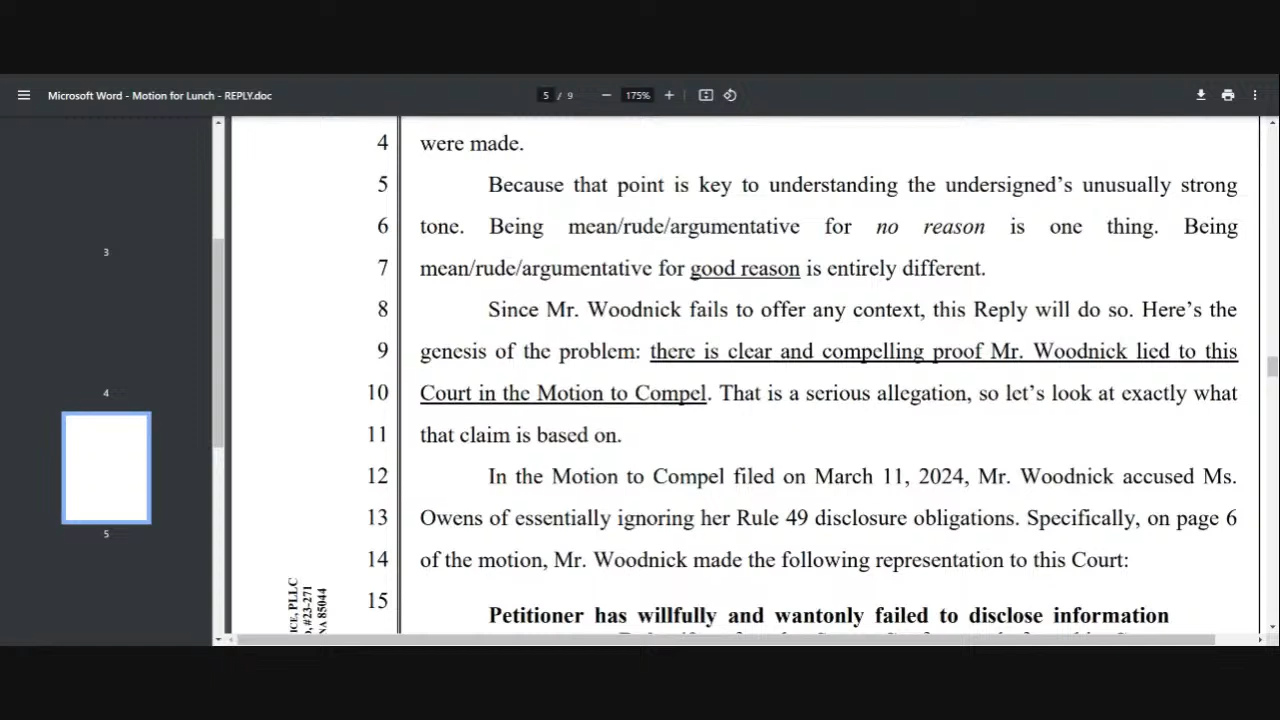 Microsoft Word - Motion for Lunch - REPLY.doc
5 / 9
175%
3
4
5
4 were made.
5 Because that point is key to understanding the undersigned’s unusually strong
6 tone. Being mean/rude/argumentative for no reason is one thing. Being
7 mean/rude/argumentative for good reason is entirely different.
8 Since Mr. Woodnick fails to offer any context, this Reply will do so. Here’s the
9 genesis of the problem: there is clear and compelling proof Mr. Woodnick lied to this
10 Court in the Motion to Compel. That is a serious allegation, so let’s look at exactly what
11 that claim is based on.
12 In the Motion to Compel filed on March 11, 2024, Mr. Woodnick accused Ms.
13 Owens of essentially ignoring her Rule 49 disclosure obligations. Specifically, on page 6
14 of the motion, Mr. Woodnick made the following representation to this Court:
15
Petitioner has willfully and wantonly failed to disclose information
ICE, PLLC
#23-271
NA 85044